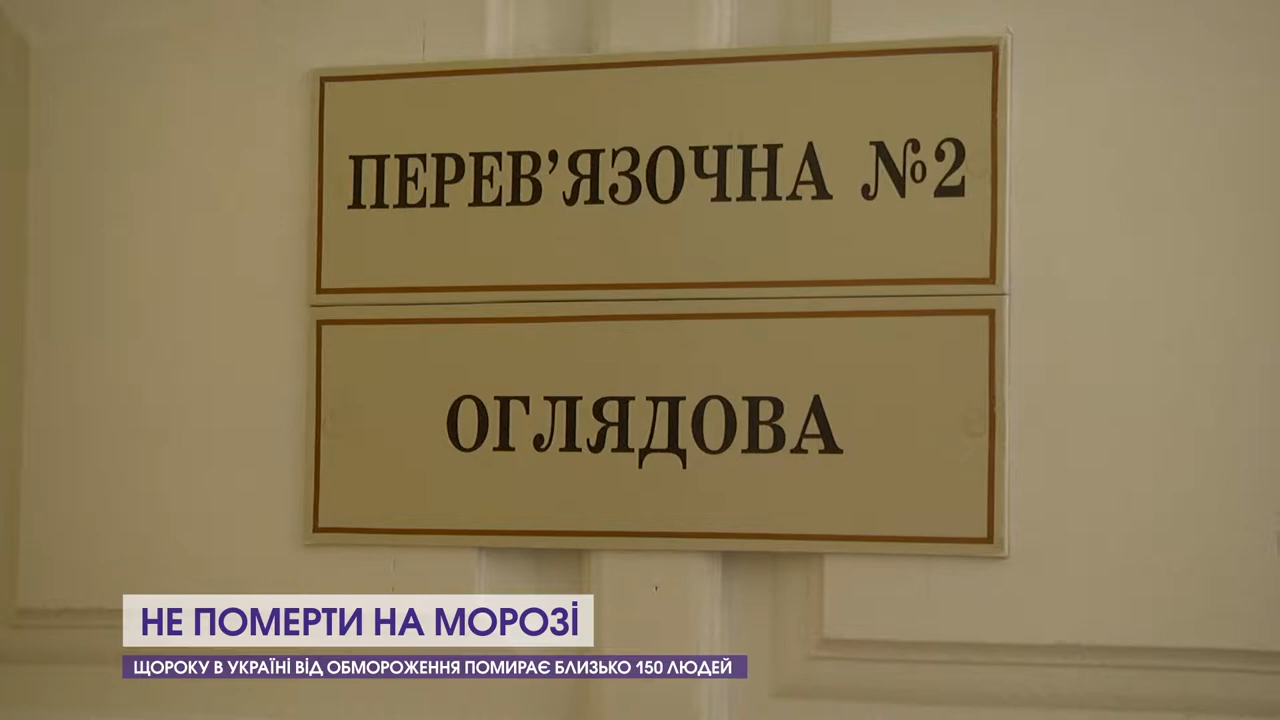 ПЕРЕВ’ЯЗОЧНА №2
ОГЛЯДОВА
НЕ ПОМЕРТИ НА МОРОЗІ
ЩОРОКУ В УКРАЇНІ ВІД ОБМОРОЖЕННЯ ПОМИРАЄ БЛИЗЬКО 150 ЛЮДЕЙ